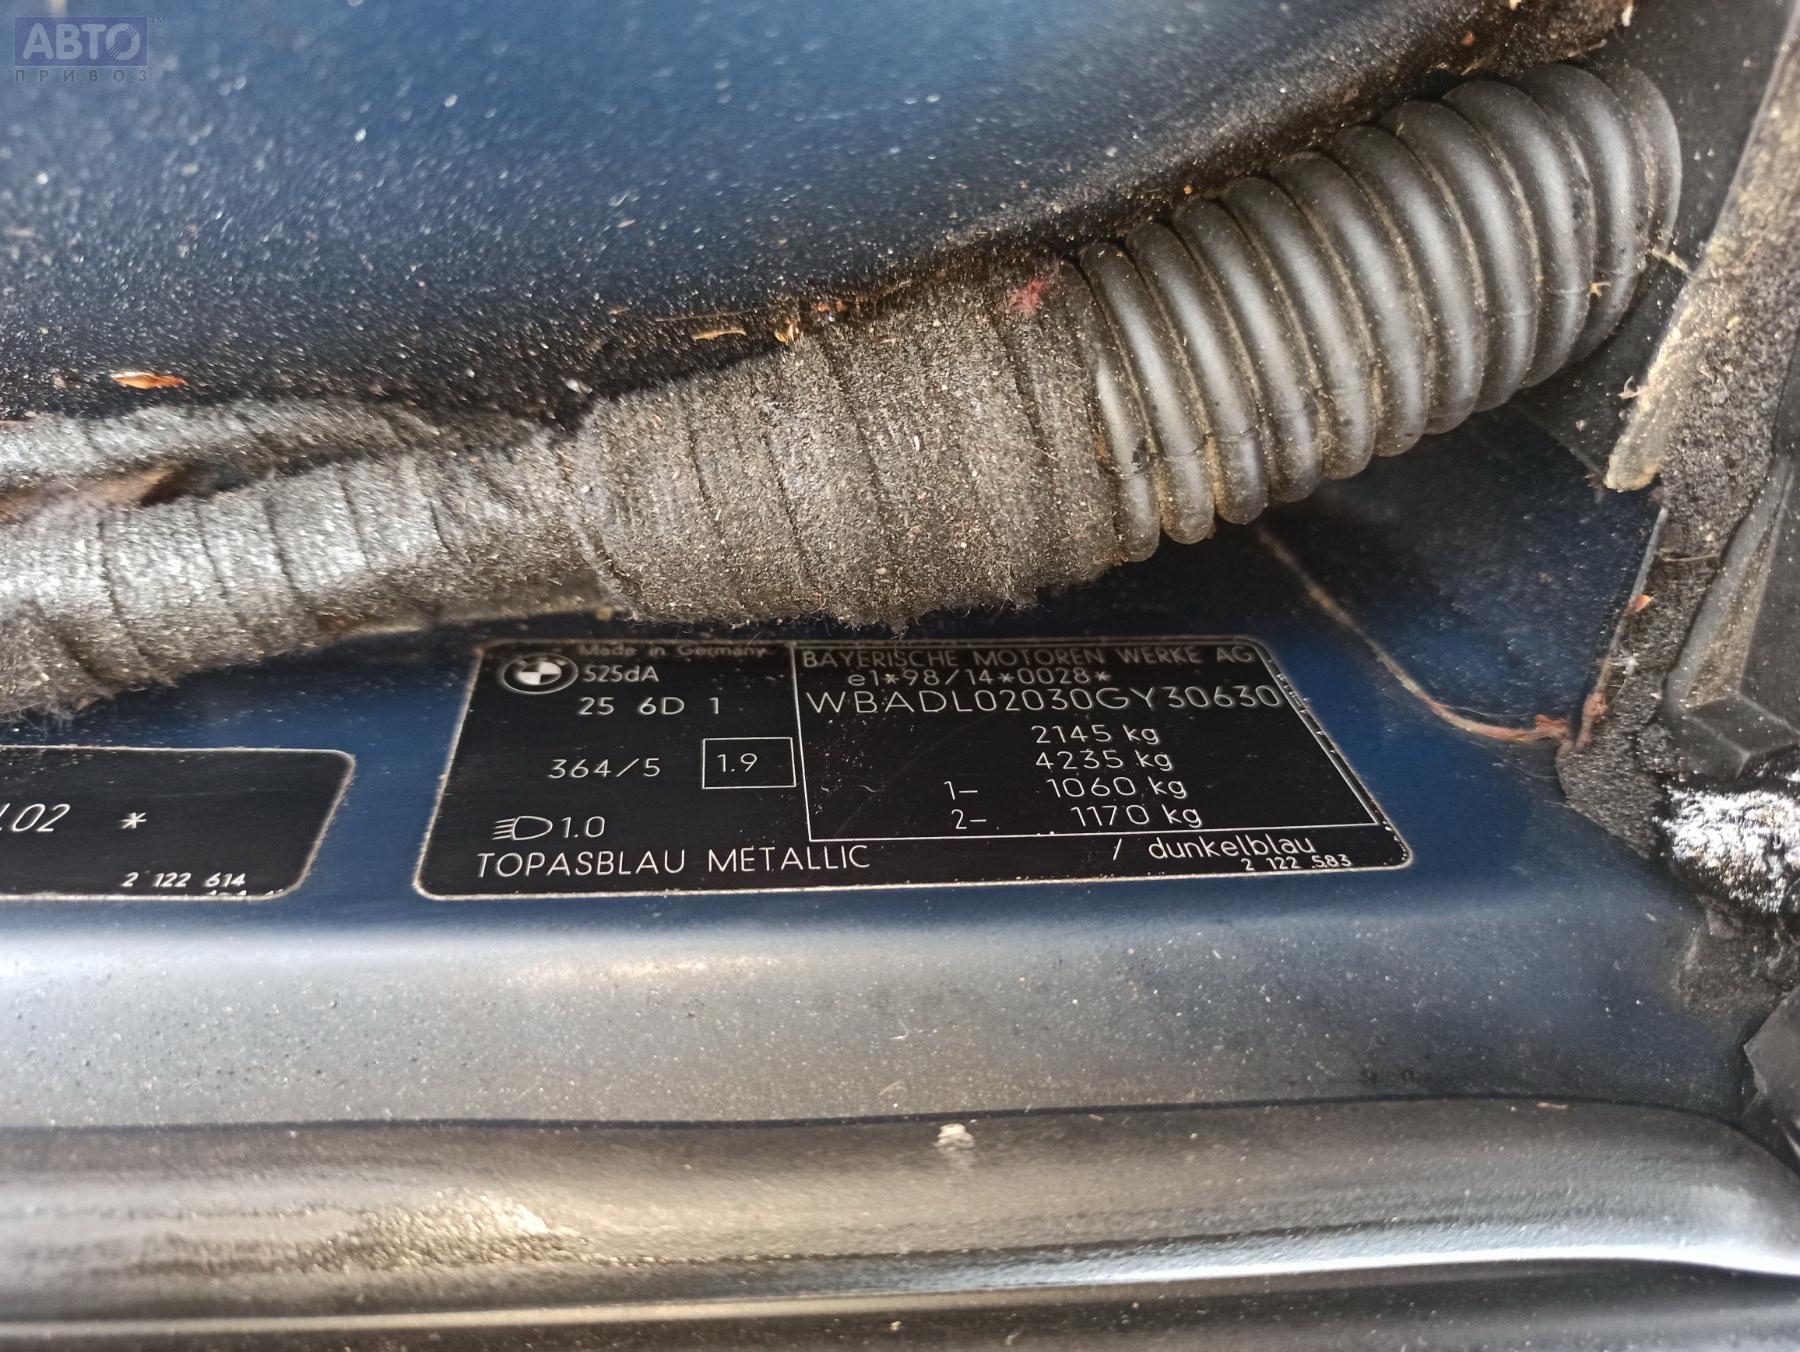 АВТО TM
ПРИВОЗ
Made in Germany
525dA
25 6D 1
364/5 1.9
1.0
TOPASBLAU METALLIC / dunkelblau
2 122 583
BAYERISCHE MOTOREN WERKE AG
e1*98/14*0028*
WBADL02030GY30630
2145 kg
4235 kg
1- 1060 kg
2- 1170 kg
L02 *
2 122 614